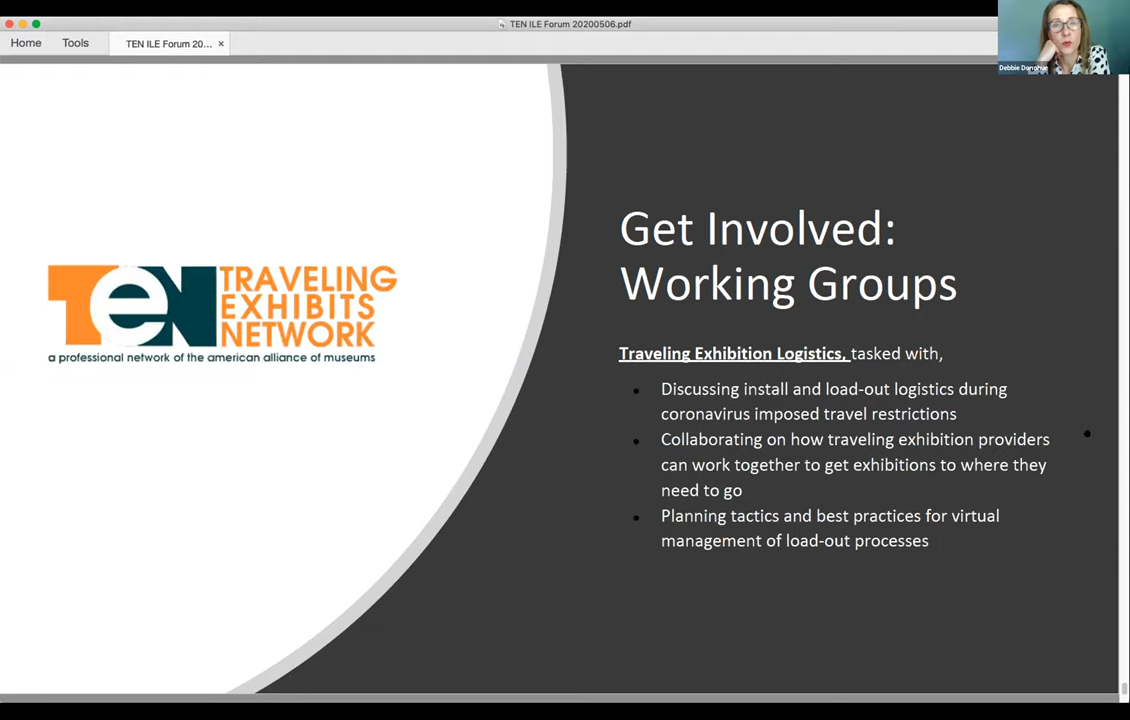 TEN ILE Forum 20200506.pdf
Home
Tools
TEN ILE Forum 20... ×
Debbie Donohue
TEN TRAVELING
EXHIBITS
NETWORK
a professional network of the american alliance of museums
Get Involved:
Working Groups
Traveling Exhibition Logistics, tasked with,
• Discussing install and load-out logistics during
coronavirus imposed travel restrictions
• Collaborating on how traveling exhibition providers
can work together to get exhibitions to where they
need to go
• Planning tactics and best practices for virtual
management of load-out processes